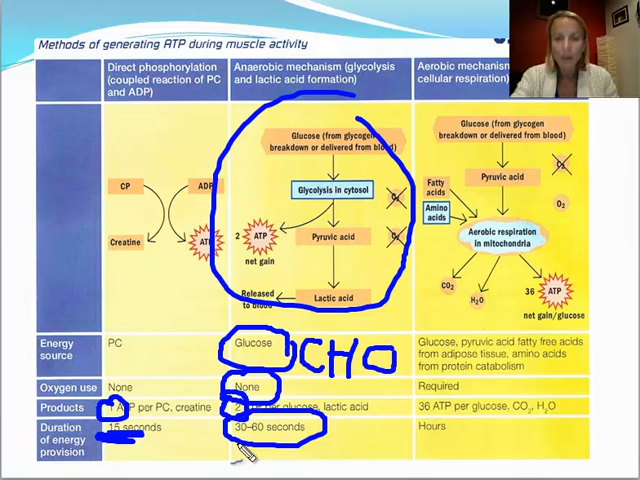 Methods of generating ATP during muscle activity
Direct phosphorylation
(coupled reaction of PC
and ADP)
Anaerobic mechanism (glycolysis
and lactic acid formation)
Aerobic mechanism
cellular respiration)
CP
ADP
Creatine
Glucose (from glycogen
breakdown or delivered from blood)
Glycolysis in cytosol
O₂
2 ATP
net gain
Pyruvic acid
O₂
Released
to blood
Lactic acid
Glucose (from glycogen
breakdown or delivered from blood)
O₂
Pyruvic acid
Fatty
acids
Amino
acids
O₂
Aerobic respiration
in mitochondria
CO₂
H₂O
36 ATP
net gain/glucose
Energy
source
PC
Glucose
CHO
Glucose, pyruvic acid fatty free acids
from adipose tissue, amino acids
from protein catabolism
Oxygen use
None
None
Required
Products
1 ATP per PC, creatine
2 per glucose, lactic acid
36 ATP per glucose, CO₂, H₂O
Duration
of energy
provision
15 seconds
30–60 seconds
Hours